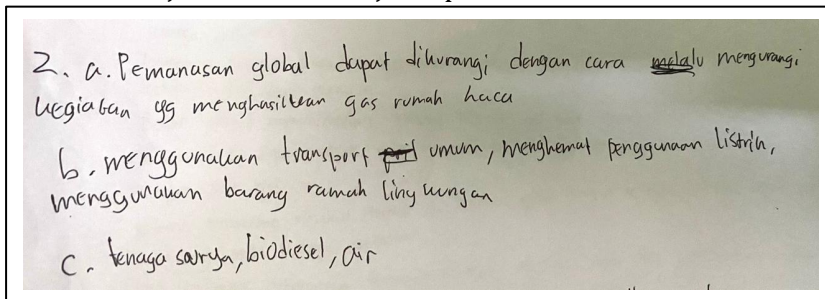 2. a. Pemanasan global dapat dikurangi dengan cara melalu mengurangi
kegiatan yg menghasilkan gas rumah kaca
b. menggunakan transport umum, menghemat penggunaan listrik,
menggunakan barang ramah lingkungan
c. tenaga surya, biodiesel, air